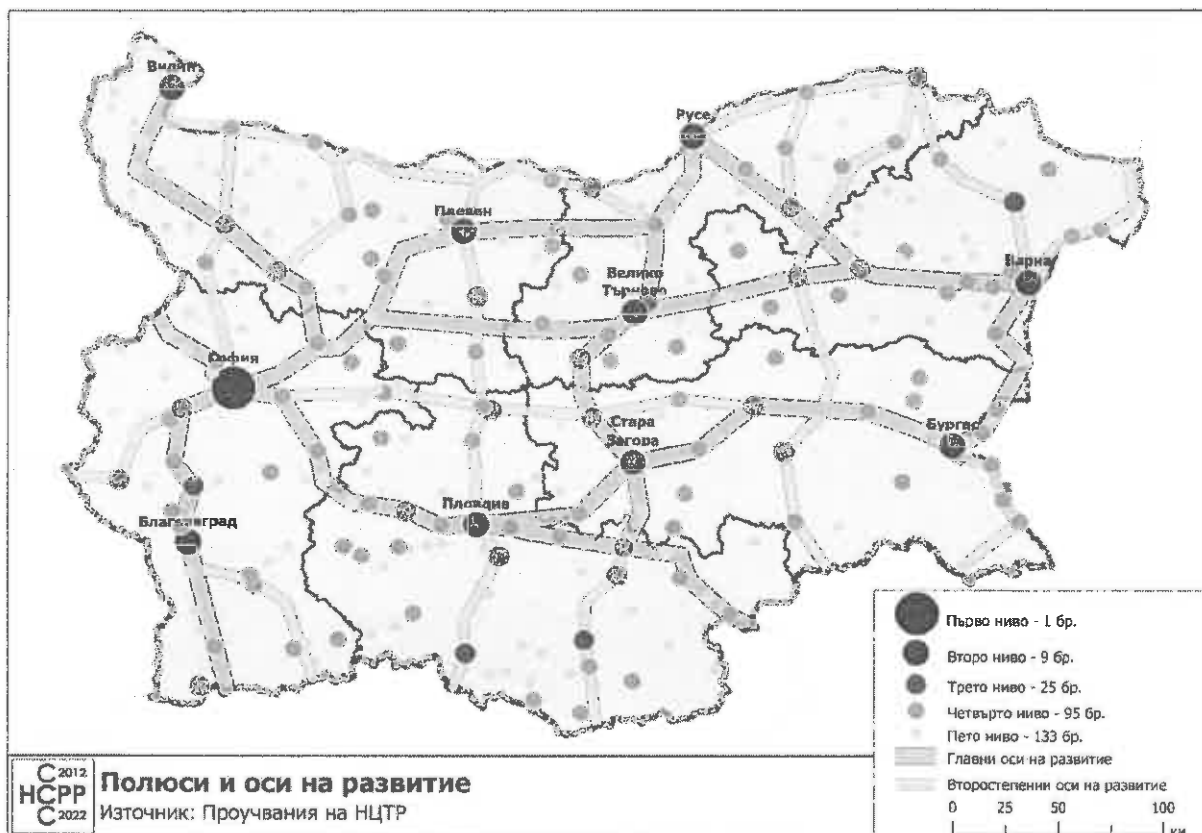 Видин
Русе
Плевен
Велико
Търново
Варна
София
Стара
Загора
Бургас
Пловдив
Благоевград
Първо ниво - 1 бр.
Второ ниво - 9 бр.
Трето ниво - 25 бр.
Четвърто ниво - 95 бр.
Пето ниво - 133 бр.
Главни оси на развитие
Второстепенни оси на развитие
0 25 50 100
км
С 2012
НСРР
С 2022
Полюси и оси на развитие
Източник: Проучвания на НЦТР